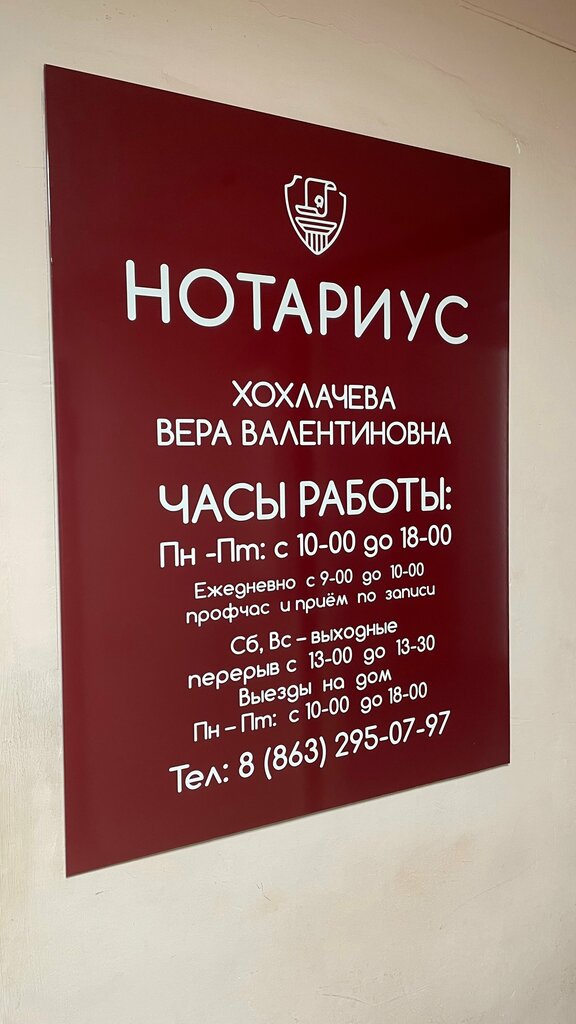 НОТАРИУС
ХОХЛАЧЕВА
ВЕРА ВАЛЕНТИНОВНА
ЧАСЫ РАБОТЫ:
Пн -Пт: с 10-00 до 18-00
Ежедневно с 9-00 до 10-00
профчас и приём по записи
Сб, Вс – выходные
перерыв с 13-00 до 13-30
Выезды на дом
Пн – Пт: с 10-00 до 18-00
Тел: 8 (863) 295-07-97